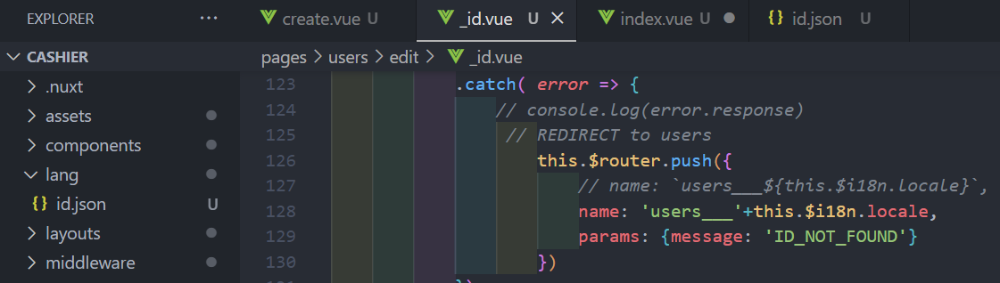 EXPLORER ···
create.vue U
_id.vue U
index.vue U
{} id.json U
CASHIER
.nuxt
assets
components
lang
{} id.json U
layouts
middleware
pages > users > edit > _id.vue
123 .catch( error => {
124 // console.log(error.response)
125 // REDIRECT to users
126 this.$router.push({
127 // name: `users___${this.$i18n.locale}`,
128 name: 'users___'+this.$i18n.locale,
129 params: {message: 'ID_NOT_FOUND'}
130 })